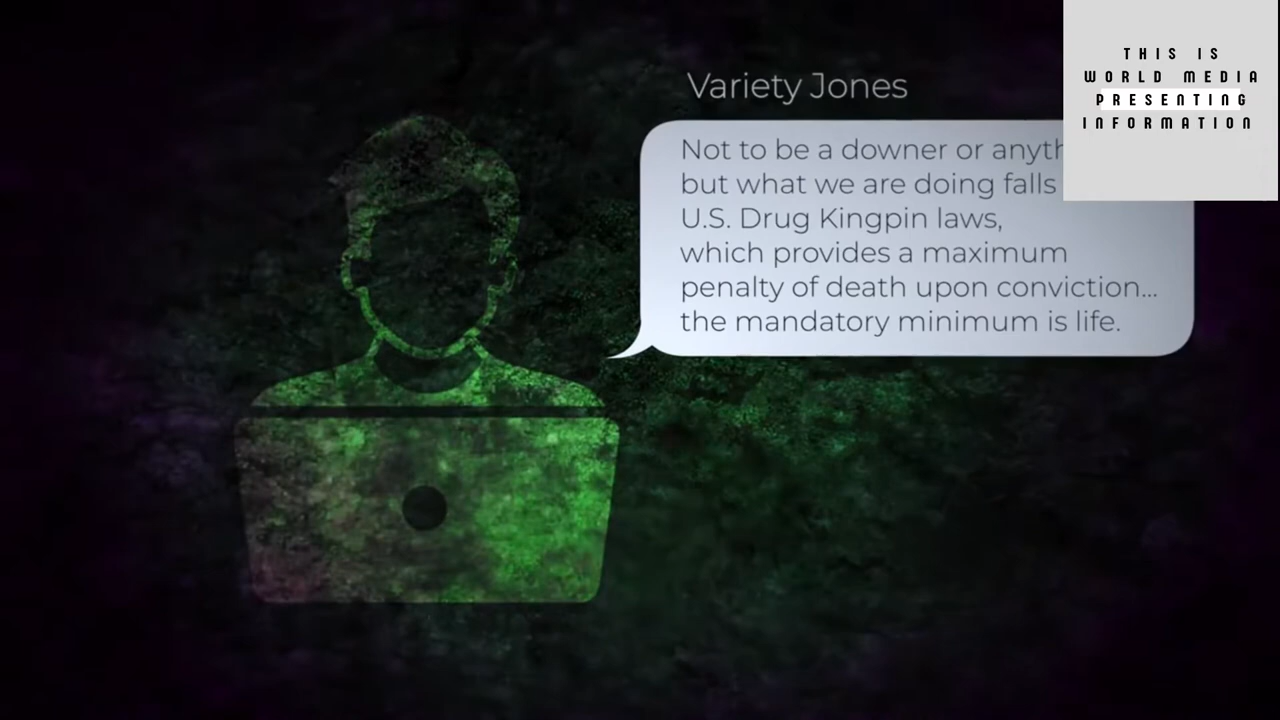 Variety Jones
Not to be a downer or
but what we are doing falls
U.S. Drug Kingpin laws,
which provides a maximum
penalty of death upon conviction...
the mandatory minimum is life.
THIS IS
WORLD MEDIA
PRESENTING
INFORMATION